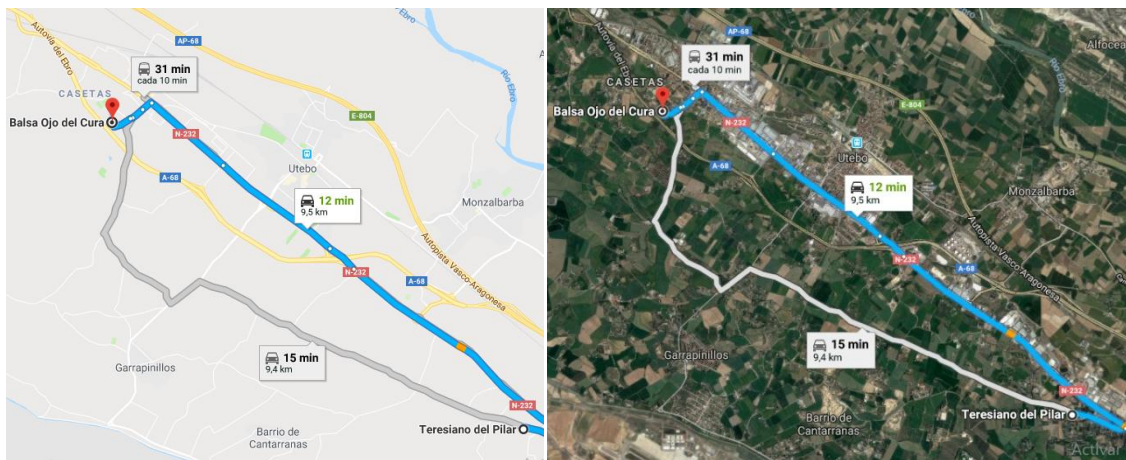 AP-68
Autovía del Ebro
Río Ebro
31 min
cada 10 min
CASETAS
Balsa Ojo del Cura
E-804
N-232
Utebo
A-68
12 min
9,5 km
Monzalbarba
Autopista Vasco-Aragonesa
N-232
A-68
15 min
9,4 km
Garrapinillos
N-232
Teresiano del Pilar
Barrio de
Cantarranas
AP-68
Alfocea
Autovía del Ebro
31 min
cada 10 min
Río Ebro
CASETAS
Balsa Ojo del Cura
E-804
N-232
Utebo
A-68
12 min
9,5 km
Monzalbarba
Autopista Vasco-Aragonesa
N-232
A-68
15 min
9,4 km
Garrapinillos
N-232
Teresiano del Pilar
Barrio de
Cantarranas
Activar